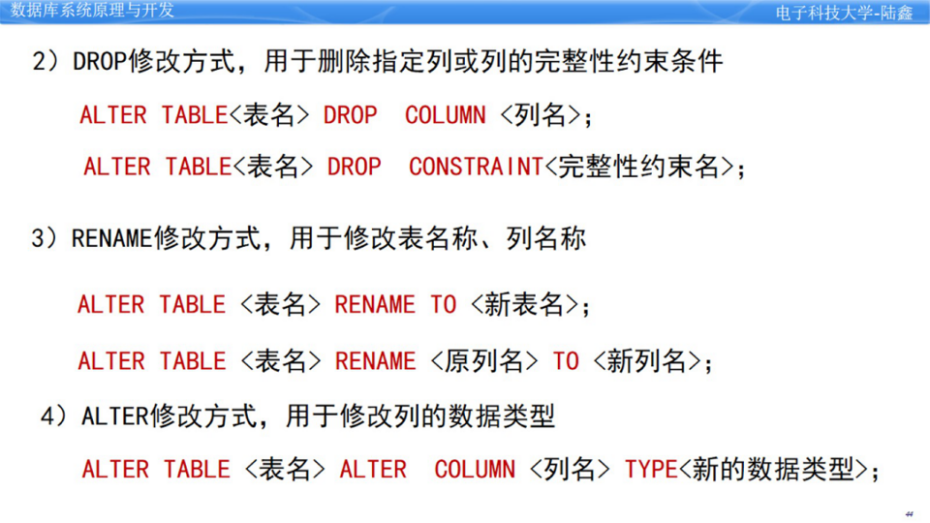 数据库系统原理与开发
电子科技大学-陆鑫
2）DROP修改方式，用于删除指定列或列的完整性约束条件
ALTER TABLE<表名> DROP COLUMN <列名>；
ALTER TABLE<表名> DROP CONSTRAINT<完整性约束名>；
3）RENAME修改方式，用于修改表名称、列名称
ALTER TABLE <表名> RENAME TO <新表名>；
ALTER TABLE <表名> RENAME <原列名> TO <新列名>；
4）ALTER修改方式，用于修改列的数据类型
ALTER TABLE <表名> ALTER COLUMN <列名> TYPE<新的数据类型>；